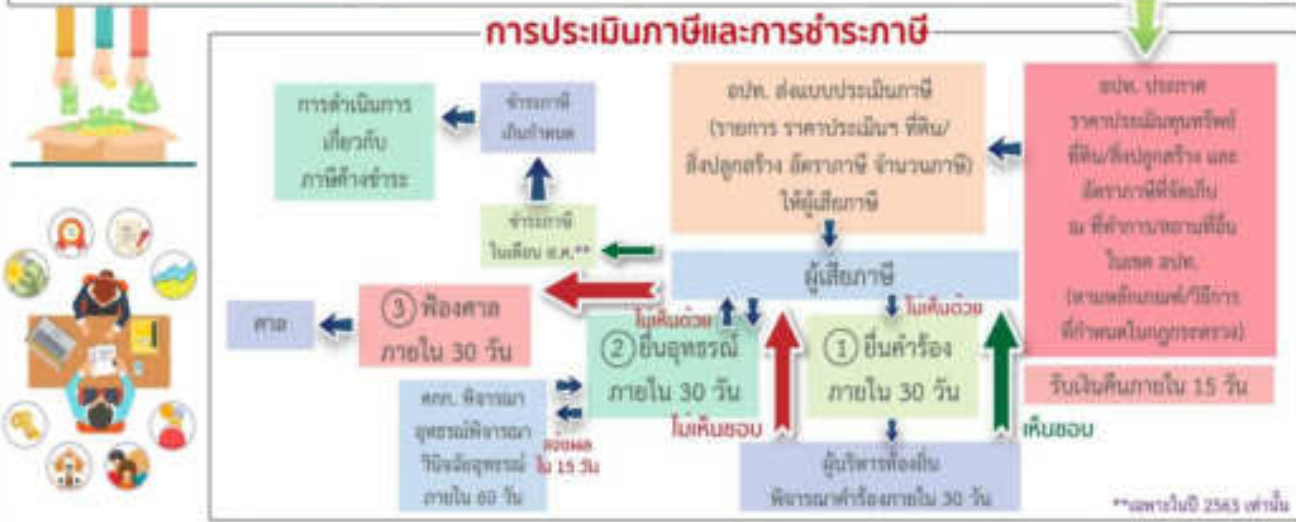 การประเมินภาษีและการชำระภาษี
อปท. ประกาศ
ราคาประเมินทุนทรัพย์
ที่ดิน/สิ่งปลูกสร้าง และ
อัตราภาษีที่จัดเก็บ
ณ ที่ทำการ/สถานที่อื่น
ในเขต อปท.
(ตามหลักเกณฑ์/วิธีการ
ที่กำหนดในกฎกระทรวง)
อปท. ส่งแบบประเมินภาษี
(รายการ ราคาประเมินฯ ที่ดิน/
สิ่งปลูกสร้าง อัตราภาษี จำนวนภาษี)
ให้ผู้เสียภาษี
ผู้เสียภาษี
ชำระภาษี
ในเดือน ส.ค.**
ชำระภาษี
เกินกำหนด
การดำเนินการ
เกี่ยวกับ
ภาษีค้างชำระ
ไม่เห็นด้วย
① ยื่นคำร้อง
ภายใน 30 วัน
ผู้บริหารท้องถิ่น
พิจารณาคำร้องภายใน 30 วัน
เห็นชอบ
รับเงินคืนภายใน 15 วัน
ไม่เห็นชอบ
ไม่เห็นด้วย
② ยื่นอุทธรณ์
ภายใน 30 วัน
คกก. พิจารณา
อุทธรณ์พิจารณา
วินิจฉัยอุทธรณ์
ภายใน 60 วัน
แจ้งผล
ใน 15 วัน
③ ฟ้องศาล
ภายใน 30 วัน
ศาล
**เฉพาะในปี 2563 เท่านั้น